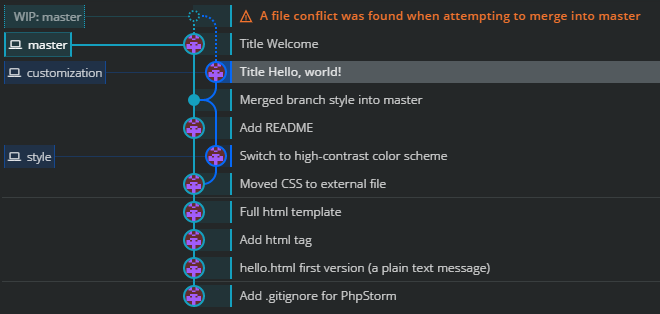 WIP: master A file conflict was found when attempting to merge into master
master Title Welcome
customization Title Hello, world!
Merged branch style into master
Add README
style Switch to high-contrast color scheme
Moved CSS to external file
Full html template
Add html tag
hello.html first version (a plain text message)
Add .gitignore for PhpStorm